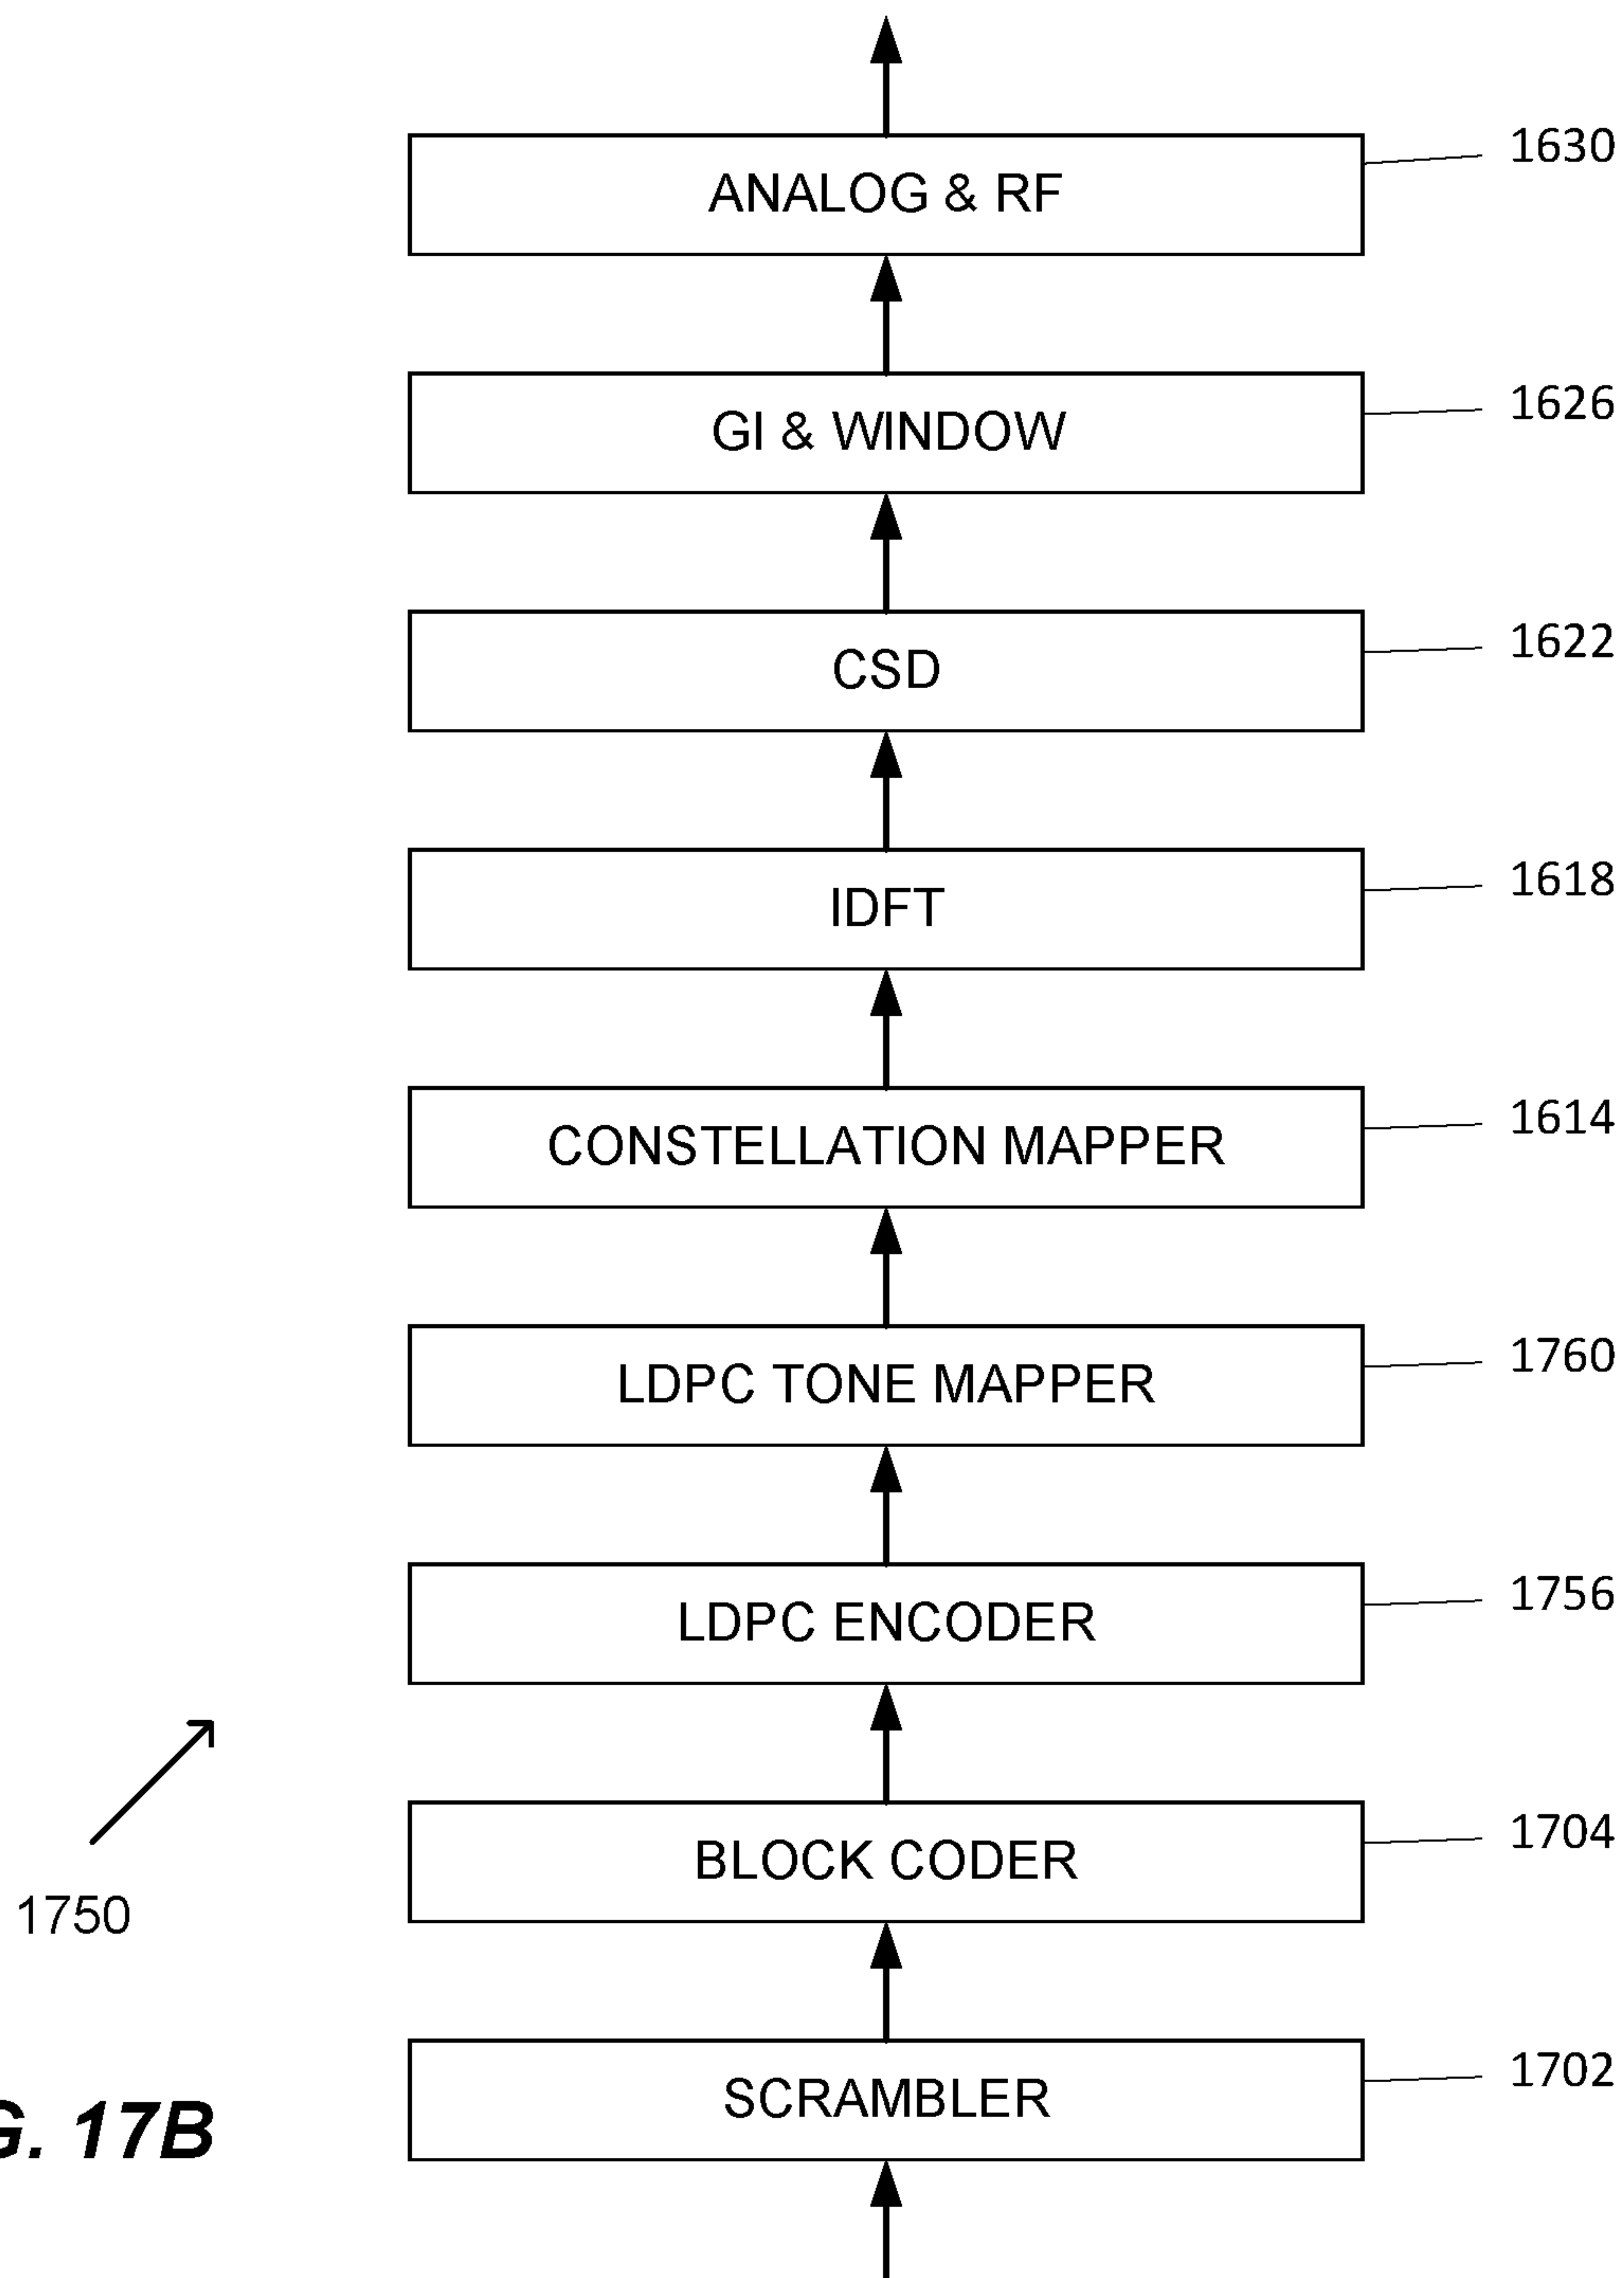 ANALOG & RF
1630
GI & WINDOW
1626
CSD
1622
IDFT
1618
CONSTELLATION MAPPER
1614
LDPC TONE MAPPER
1760
LDPC ENCODER
1756
BLOCK CODER
1704
1750
SCRAMBLER
1702
G. 17B